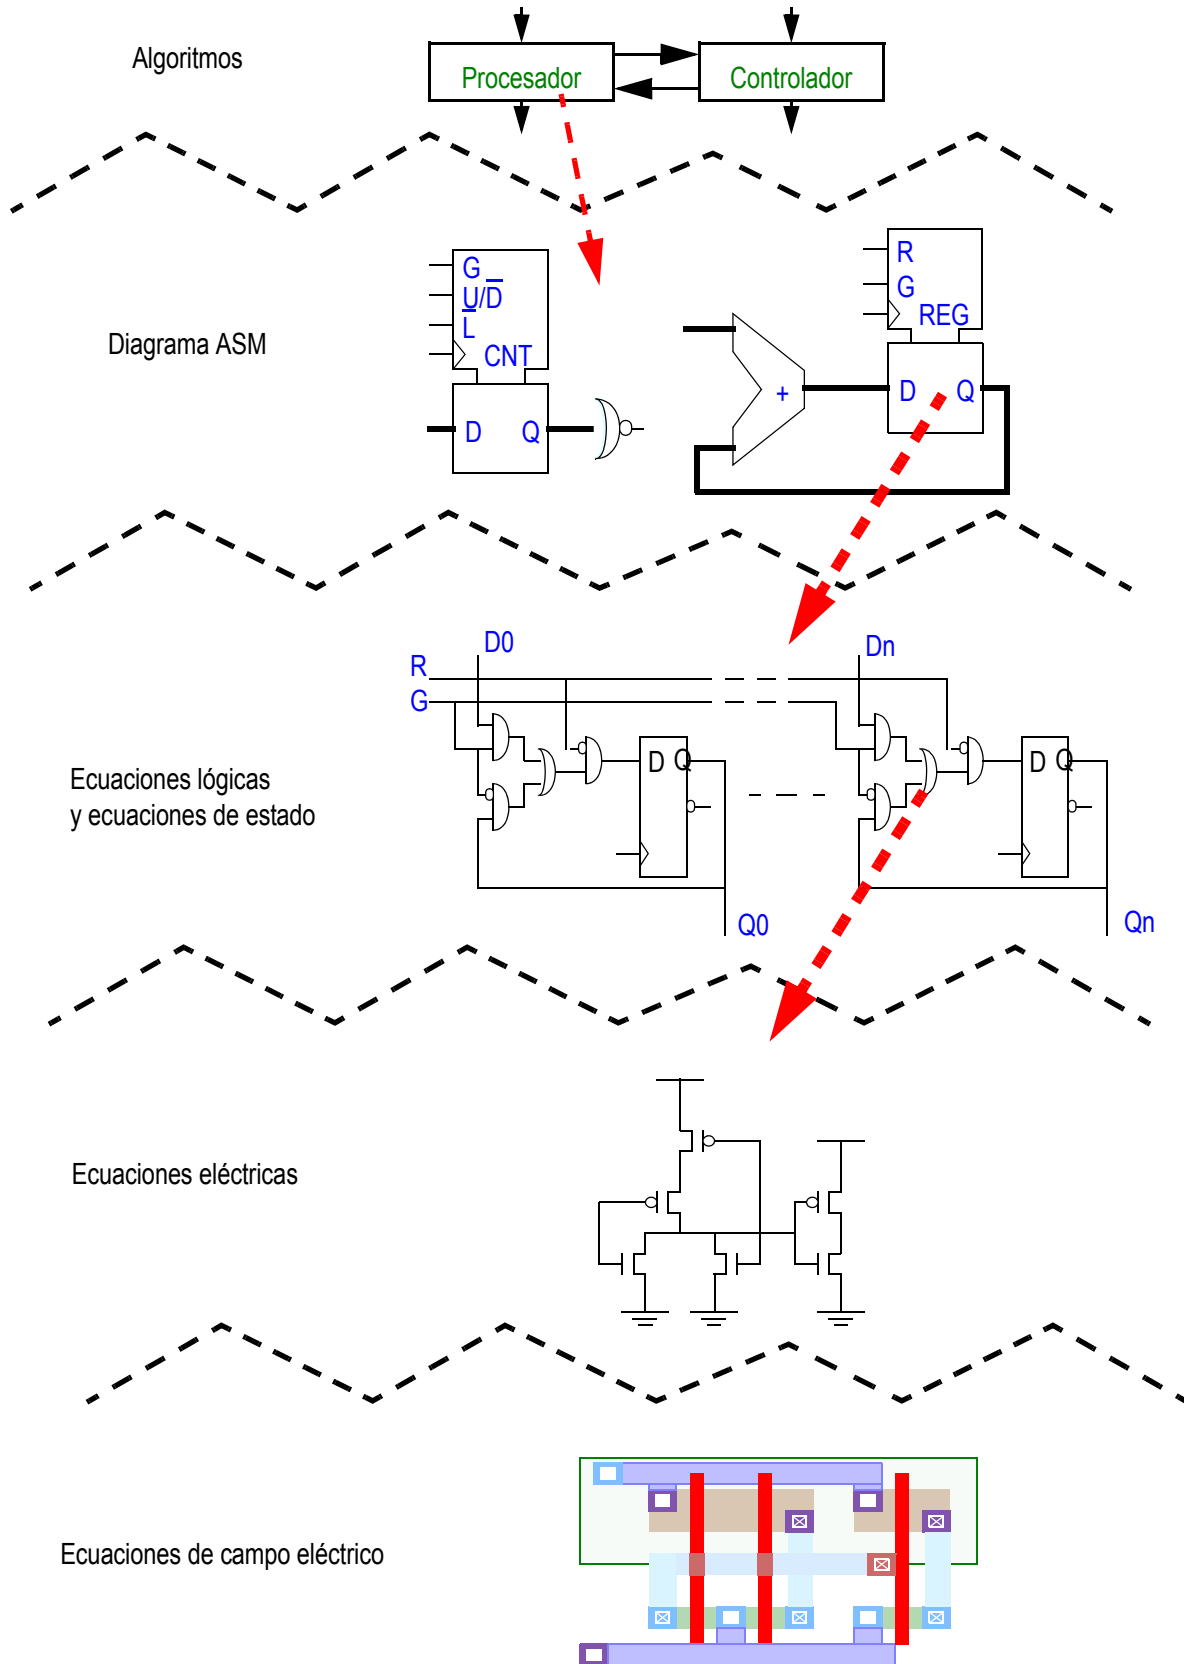 Algoritmos
Procesador
Controlador
Diagrama ASM
G
U/D̅
L̅
CNT
D Q
+
R
G
REG
D Q
Ecuaciones lógicas
y ecuaciones de estado
R
G
D0
D Q
Q0
Dn
D Q
Qn
Ecuaciones eléctricas
Ecuaciones de campo eléctrico